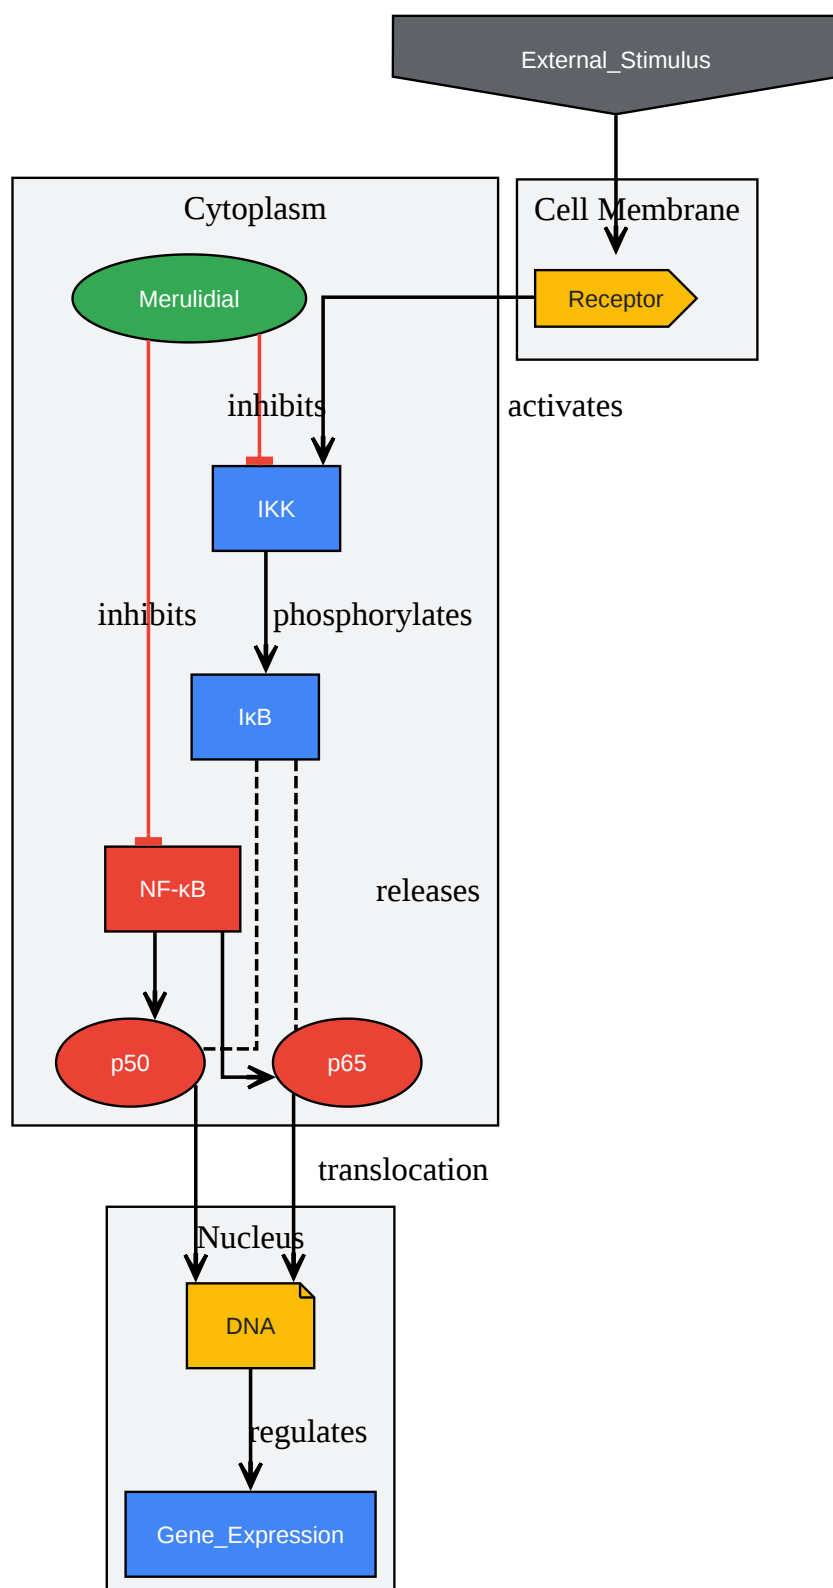 External_Stimulus
Cytoplasm
Cell Membrane
Merulidial
Receptor
inhibits
activates
IKK
inhibits
phosphorylates
IκB
NF-κB
releases
p50
p65
translocation
Nucleus
DNA
regulates
Gene_Expression